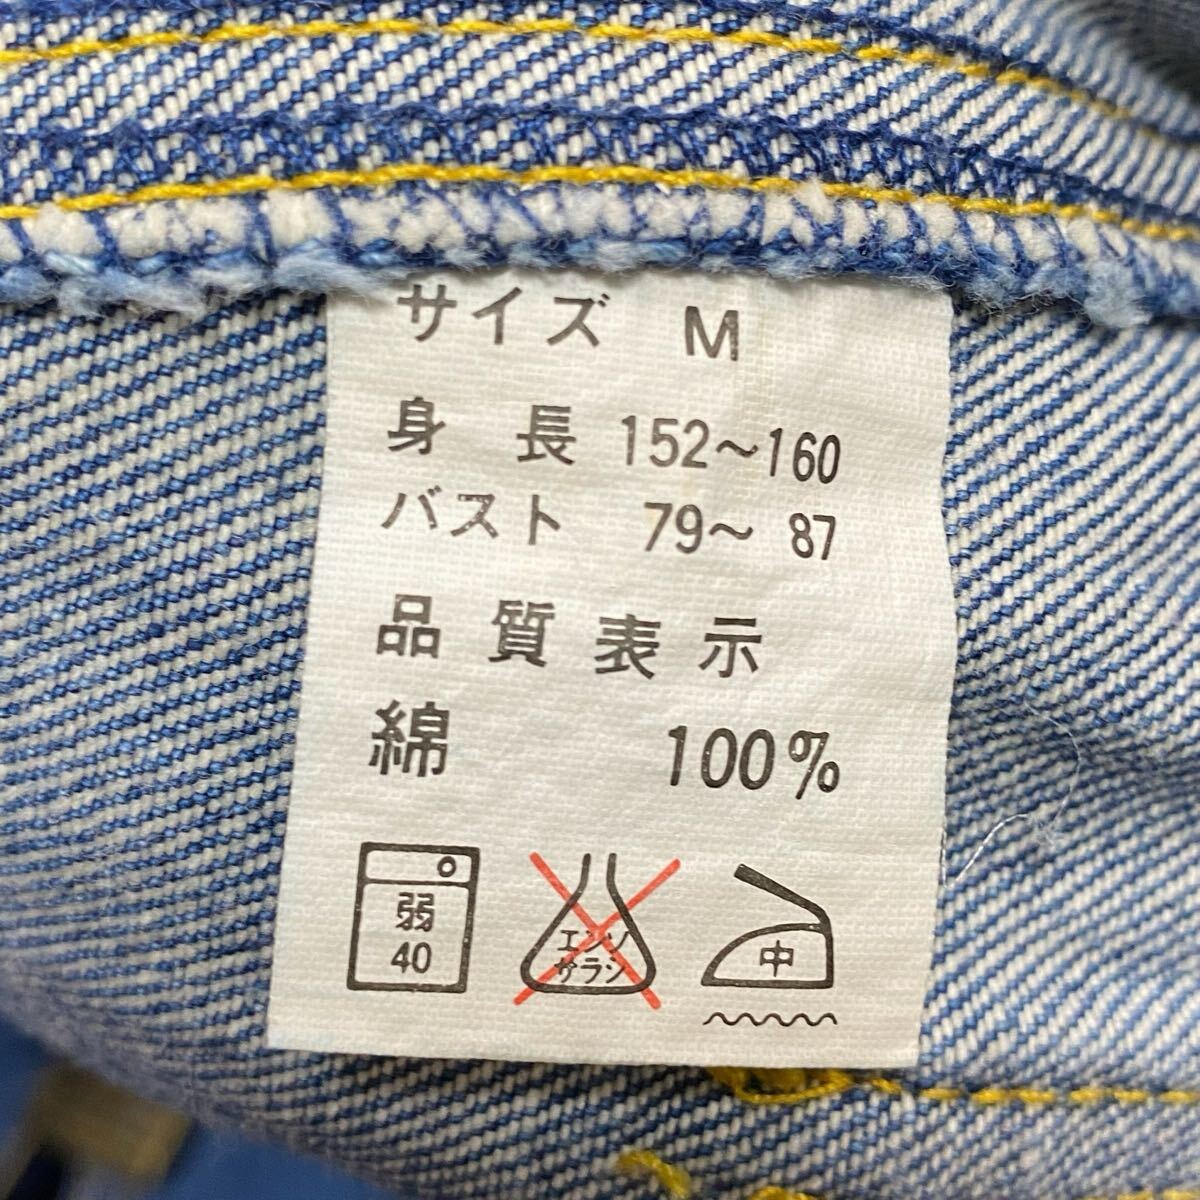 サイズ M
身長 152～160
バスト 79～87
品質表示
綿 100%
弱
40
エンソ
サラシ
中